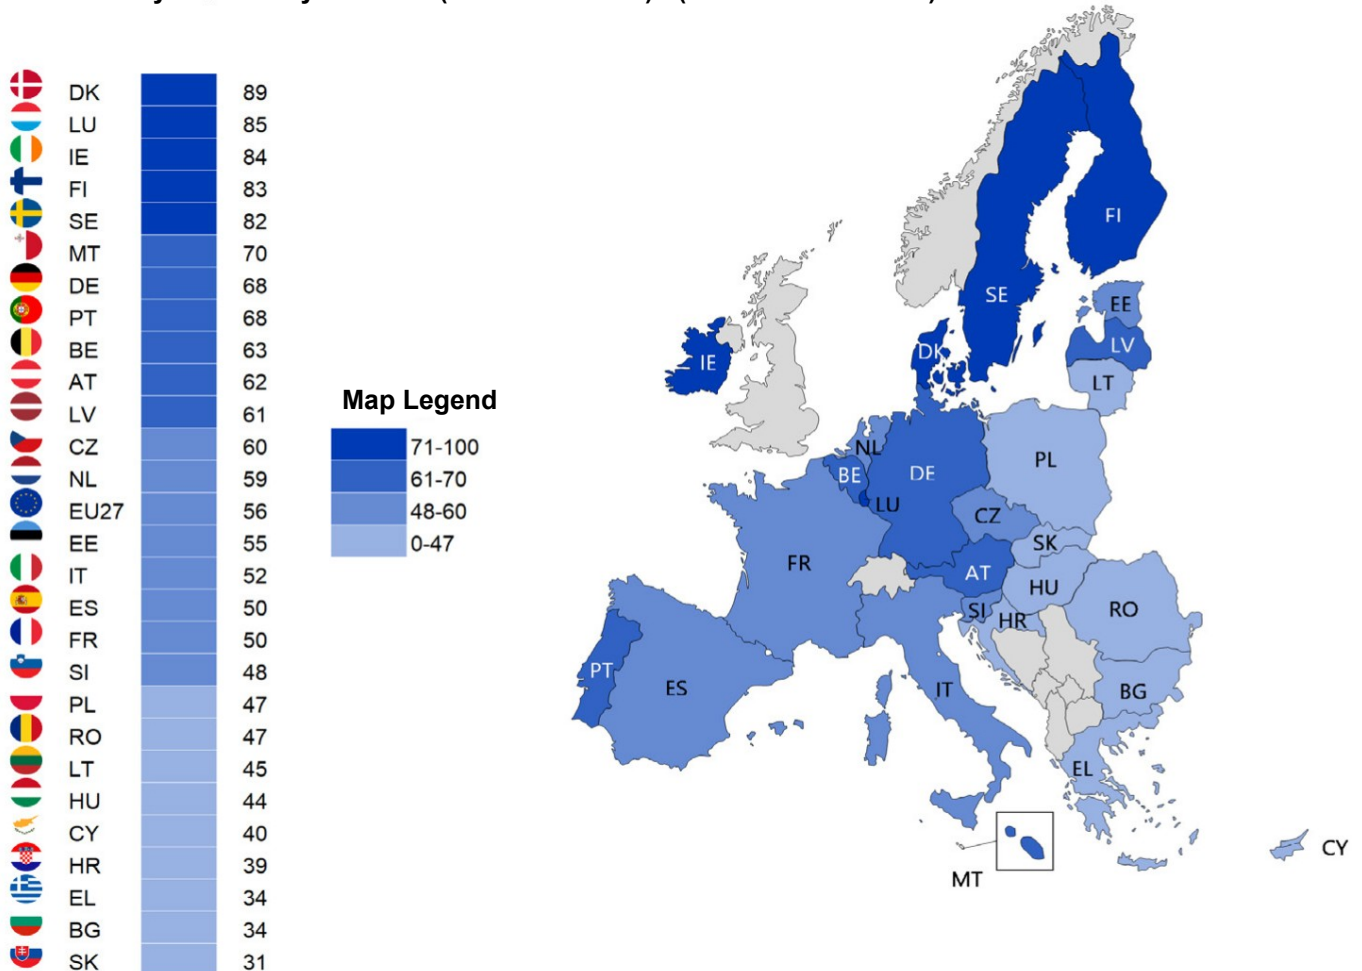 DK 89
LU 85
IE 84
FI 83
SE 82
MT 70
DE 68
PT 68
BE 63
AT 62
LV 61
CZ 60
NL 59
EU27 56
EE 55
IT 52
ES 50
FR 50
SI 48
PL 47
RO 47
LT 45
HU 44
CY 40
HR 39
EL 34
BG 34
SK 31
Map Legend
71-100
61-70
48-60
0-47
FI
SE
EE
LV
LT
DK
IE
NL
BE
DE
PL
LU
CZ
SK
FR
AT
HU
RO
SI
HR
PT
ES
IT
BG
EL
MT
CY